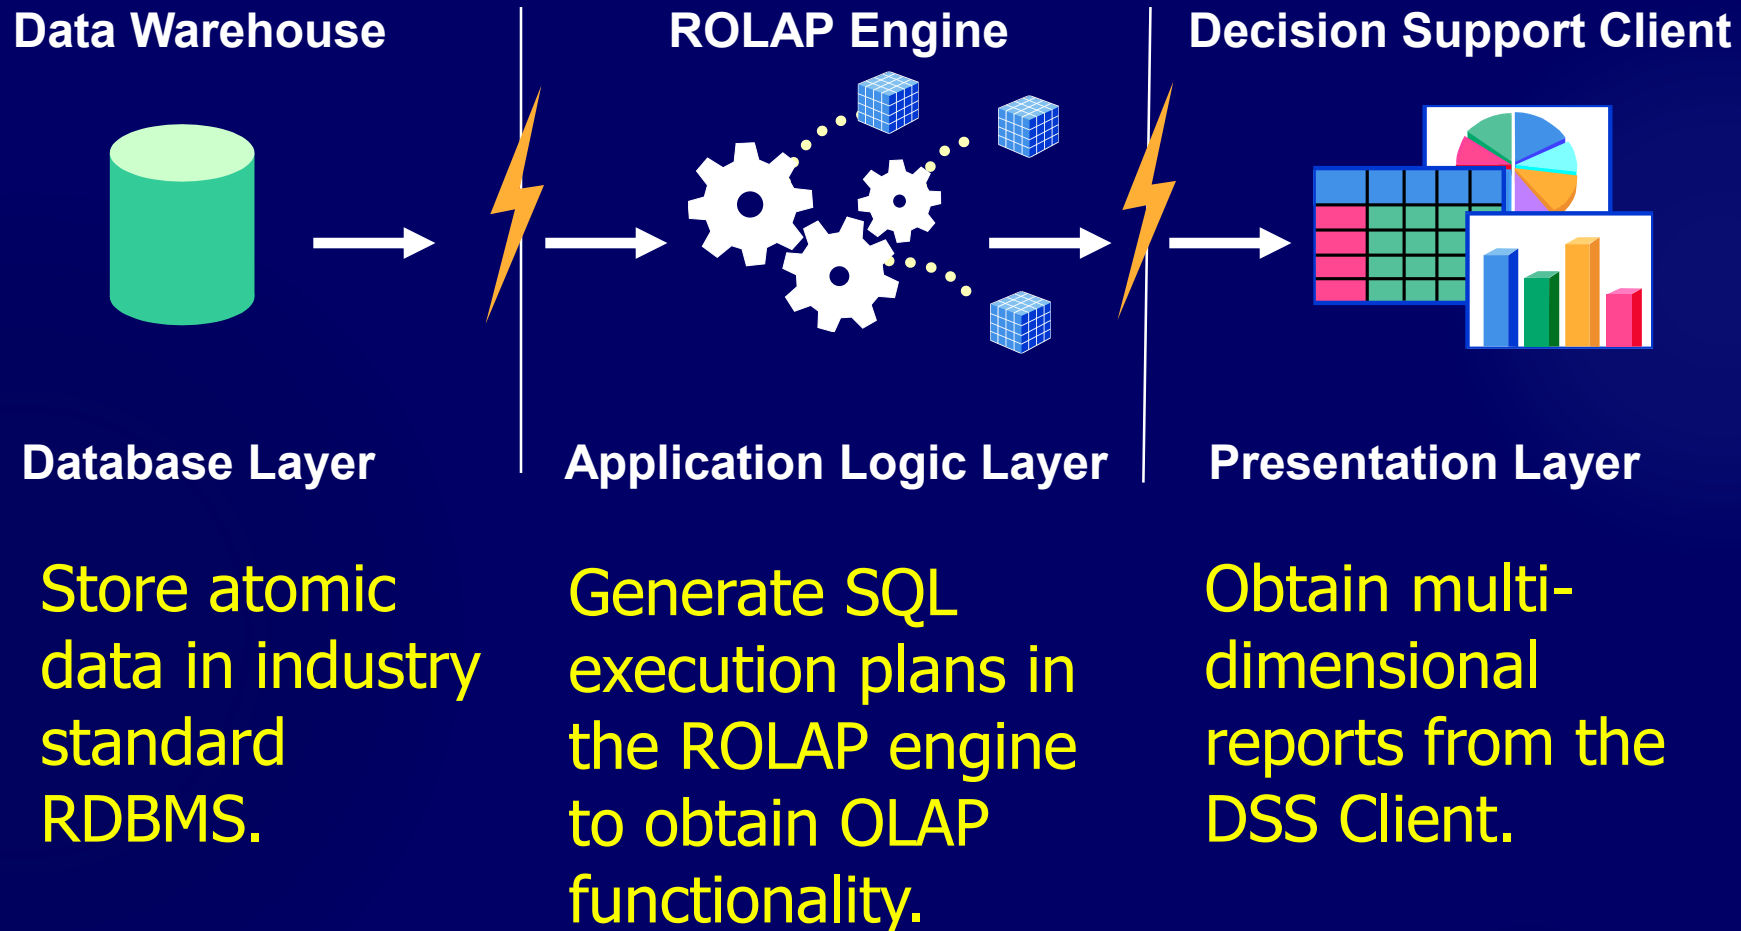 Data Warehouse
ROLAP Engine
Decision Support Client
Database Layer
Application Logic Layer
Presentation Layer
Store atomic
data in industry
standard
RDBMS.
Generate SQL
execution plans in
the ROLAP engine
to obtain OLAP
functionality.
Obtain multi-
dimensional
reports from the
DSS Client.